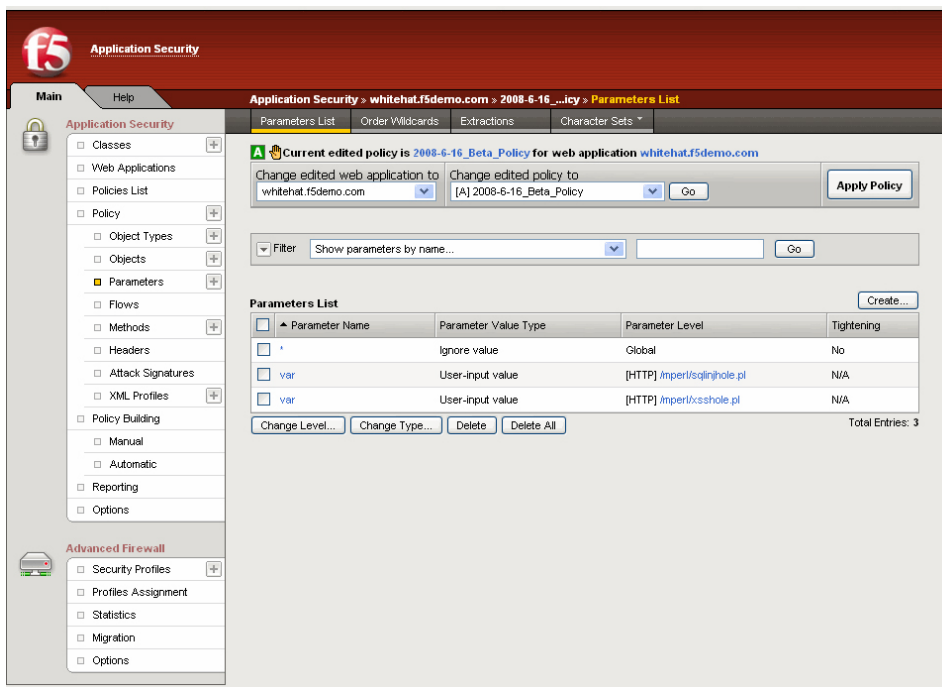 f5
Application Security
Main
Help
Application Security » whitehat.f5demo.com » 2008-6-16_...icy » Parameters List
Parameters List
Order Wildcards
Extractions
Character Sets
Application Security
Classes
Web Applications
Policies List
Policy
Object Types
Objects
Parameters
Flows
Methods
Headers
Attack Signatures
XML Profiles
Policy Building
Manual
Automatic
Reporting
Options
Advanced Firewall
Security Profiles
Profiles Assignment
Statistics
Migration
Options
A Current edited policy is 2008-6-16_Beta_Policy for web application whitehat.f5demo.com
Change edited web application to
Change edited policy to
whitehat.f5demo.com
[A] 2008-6-16_Beta_Policy
Go
Apply Policy
Filter
Show parameters by name...
Go
Parameters List
Create...
Parameter Name Parameter Value Type Parameter Level Tightening
* Ignore value Global No
var User-input value [HTTP] /mperl/sqlinjhole.pl N/A
var User-input value [HTTP] /mperl/xsshole.pl N/A
Change Level... Change Type... Delete Delete All
Total Entries: 3